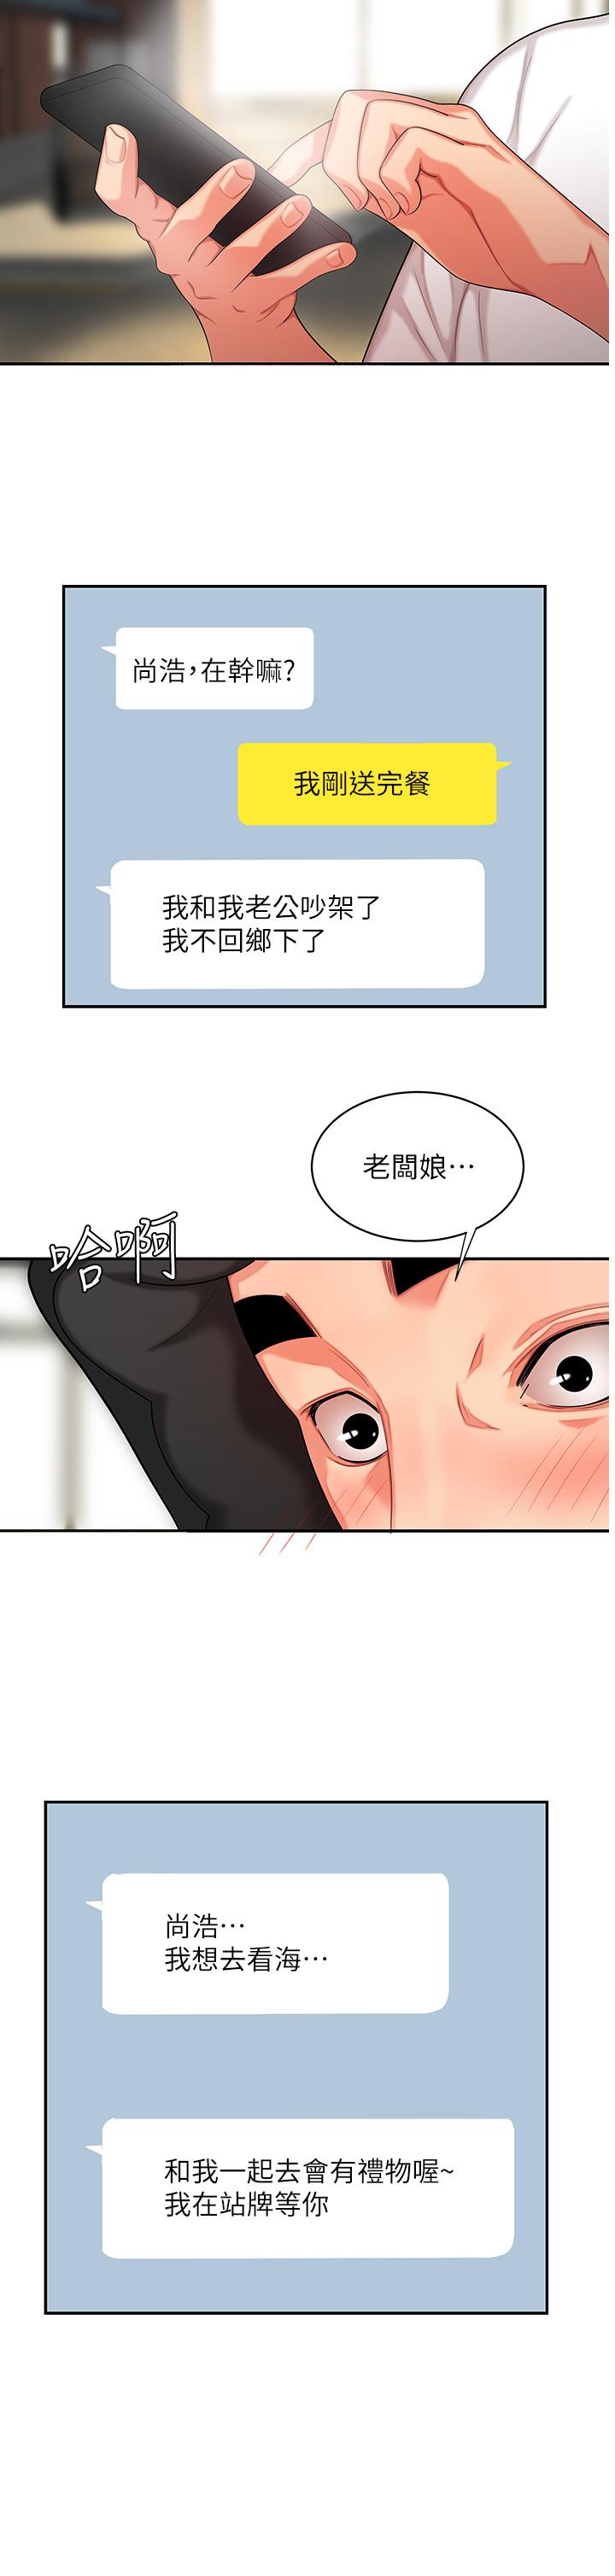 尚浩，在幹嘛?
我剛送完餐
我和我老公吵架了
我不回鄉下了
老闆娘⋯
哈啊
尚浩⋯
我想去看海⋯
和我一起去會有禮物喔~
我在站牌等你